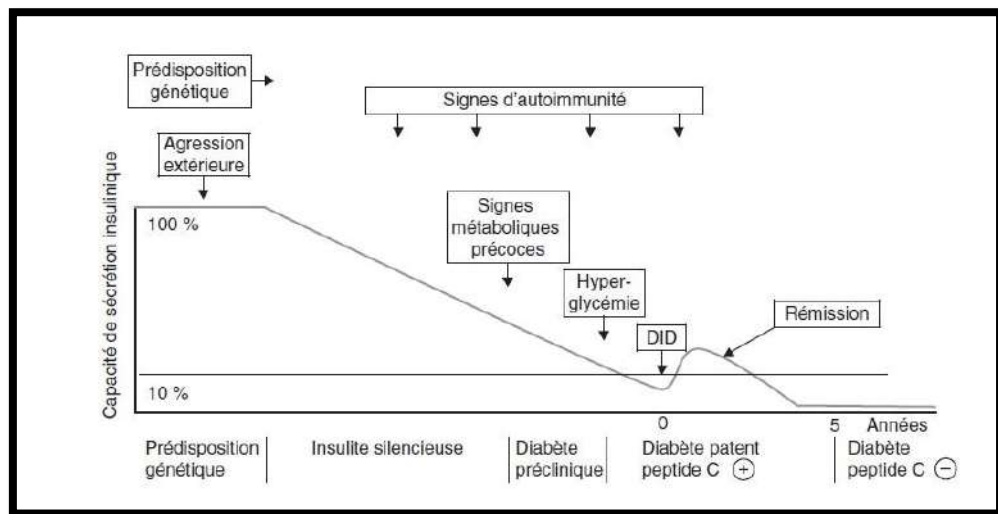 Prédisposition
génétique
Signes d'autoimmunité
Agression
extérieure
Capacité de sécrétion insulinique
100 %
Signes
métaboliques
précoces
Hyper-
glycémie
DID
Rémission
10 %
0
5 Années
Prédisposition
génétique
Insulite silencieuse
Diabète
préclinique
Diabète patent
peptide C +
Diabète
peptide C −